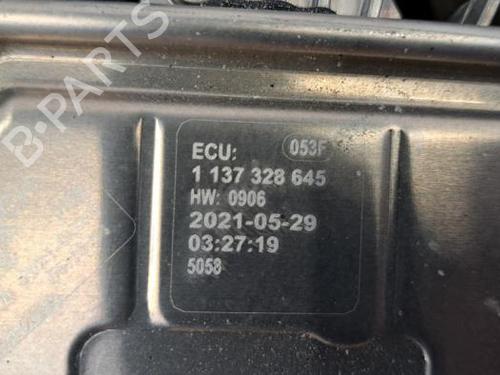 B-PARTS
ECU: 053F
1 137 328 645
HW: 0906
2021-05-29
03:27:19
5058